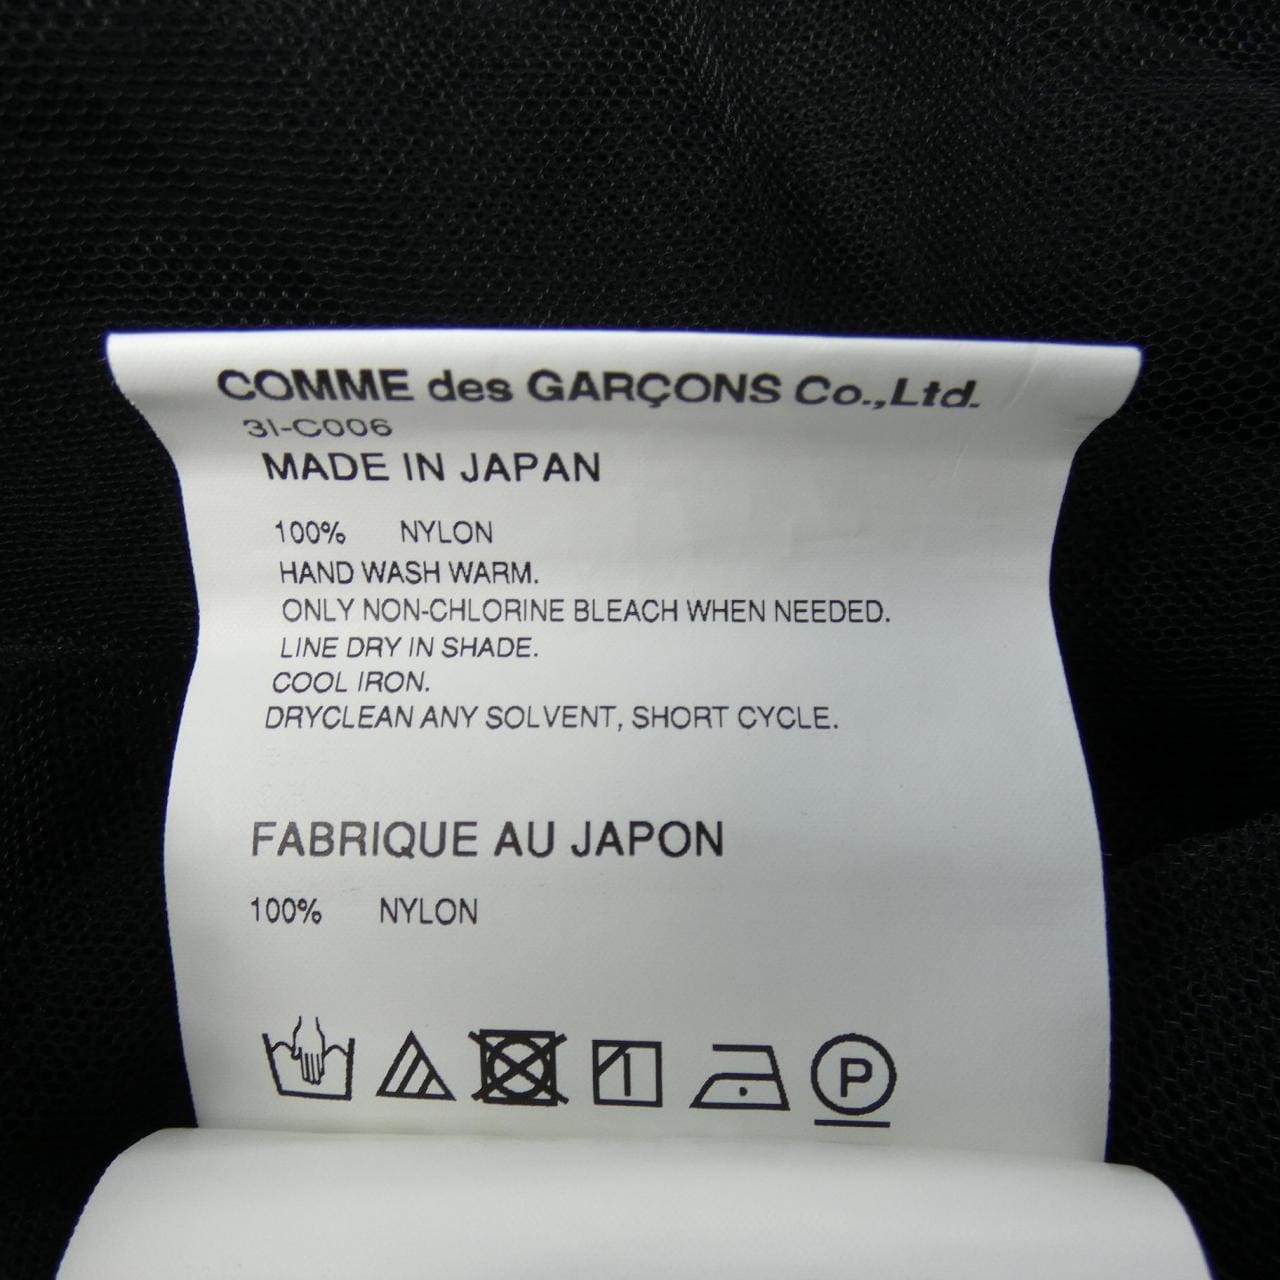 COMME des GARÇONS Co.,Ltd.
3I-C006
MADE IN JAPAN
100% NYLON
HAND WASH WARM.
ONLY NON-CHLORINE BLEACH WHEN NEEDED.
LINE DRY IN SHADE.
COOL IRON.
DRYCLEAN ANY SOLVENT, SHORT CYCLE.
FABRIQUE AU JAPON
100% NYLON
P